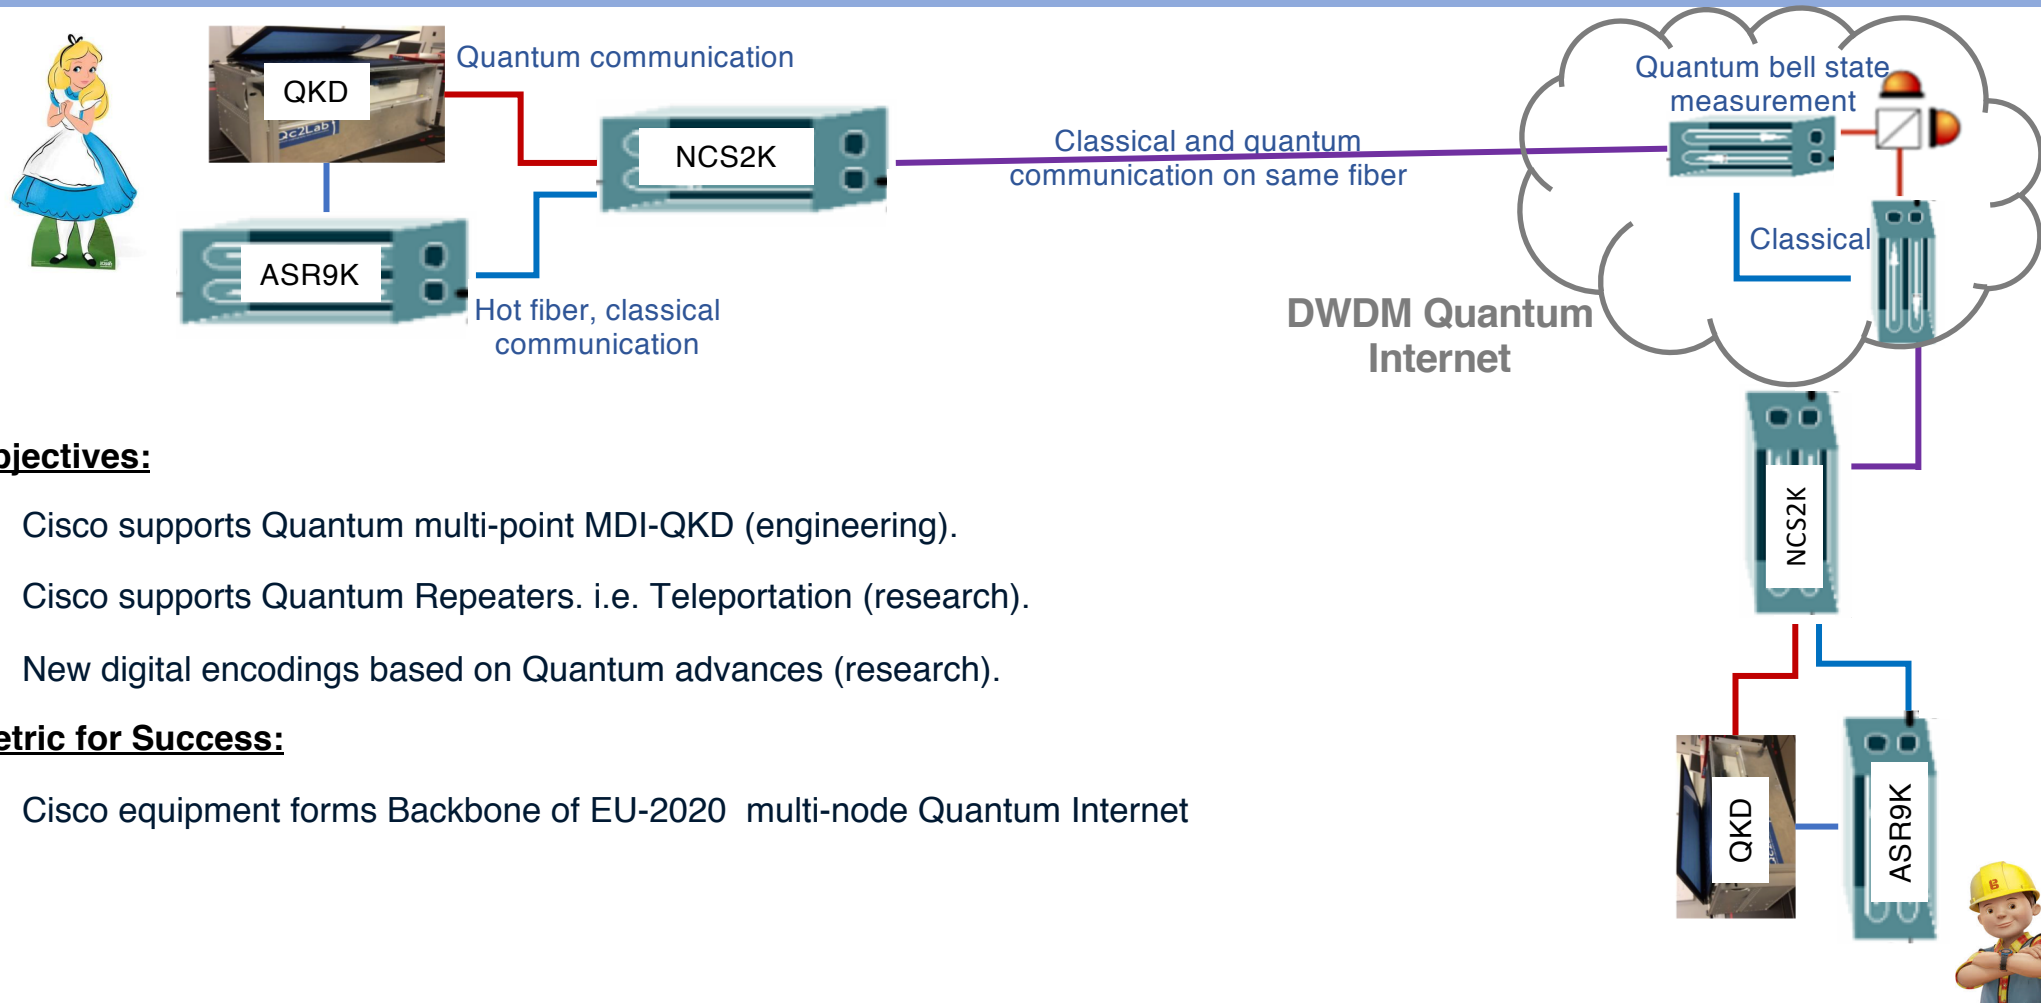 QKD
Qc2Lab
Quantum communication
NCS2K
ASR9K
Hot fiber, classical
communication
Classical and quantum
communication on same fiber
Quantum bell state
measurement
Classical
DWDM Quantum
Internet
NCS2K
QKD
ASR9K
B
bjectives:
Cisco supports Quantum multi-point MDI-QKD (engineering).
Cisco supports Quantum Repeaters. i.e. Teleportation (research).
New digital encodings based on Quantum advances (research).
etric for Success:
Cisco equipment forms Backbone of EU-2020 multi-node Quantum Internet